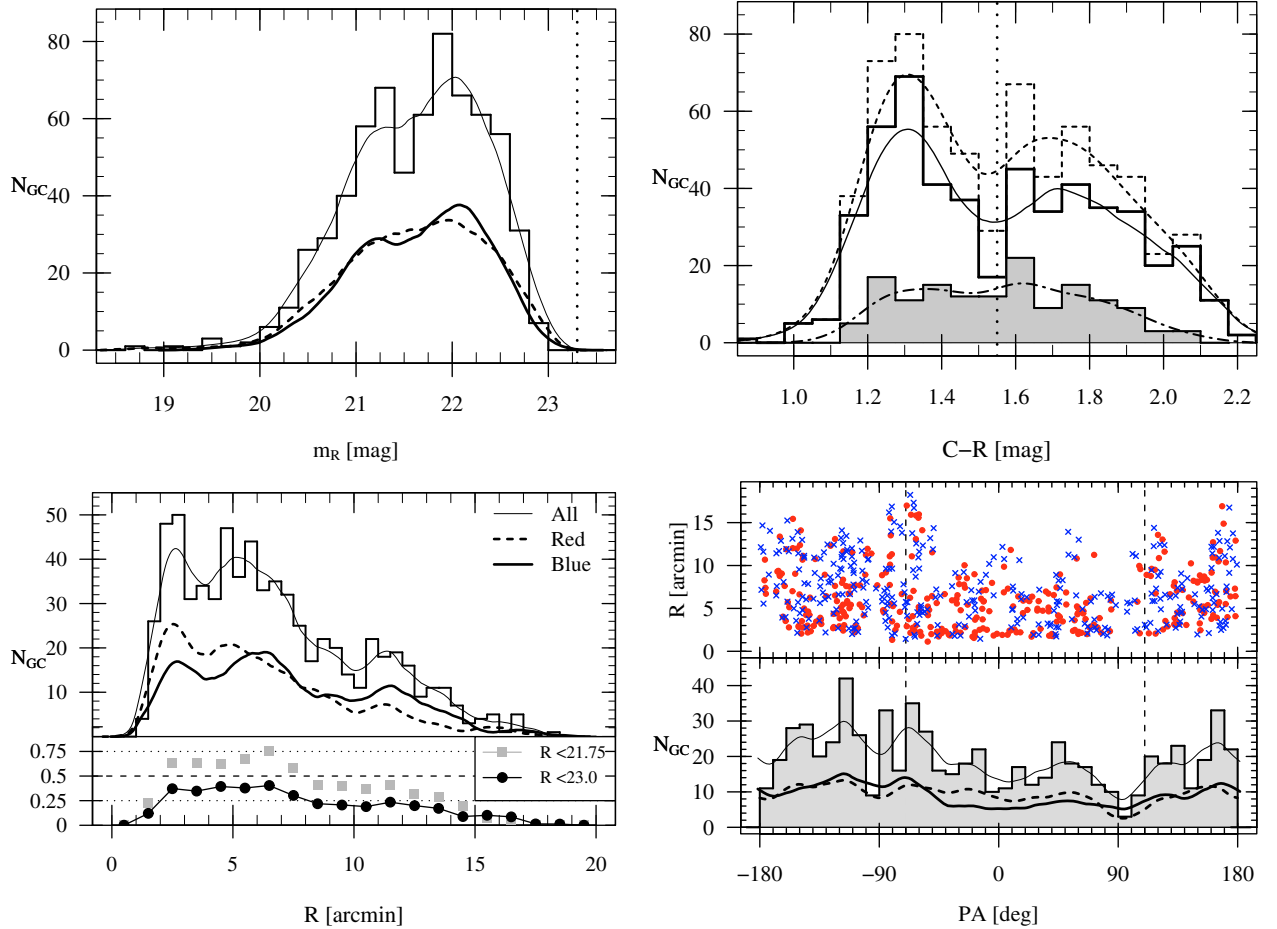 80
60
N_GC 40
20
0
19 20 21 22 23
m_R [mag]
80
60
N_GC 40
20
0
1.0 1.2 1.4 1.6 1.8 2.0 2.2
C−R [mag]
50
40
30
N_GC 20
10
All
Red
Blue
0.75
0.5
0.25
0
R <21.75
R <23.0
0 5 10 15 20
R [arcmin]
R [arcmin]
15
10
5
0
40
30
N_GC 20
10
0
−180 −90 0 90 180
PA [deg]